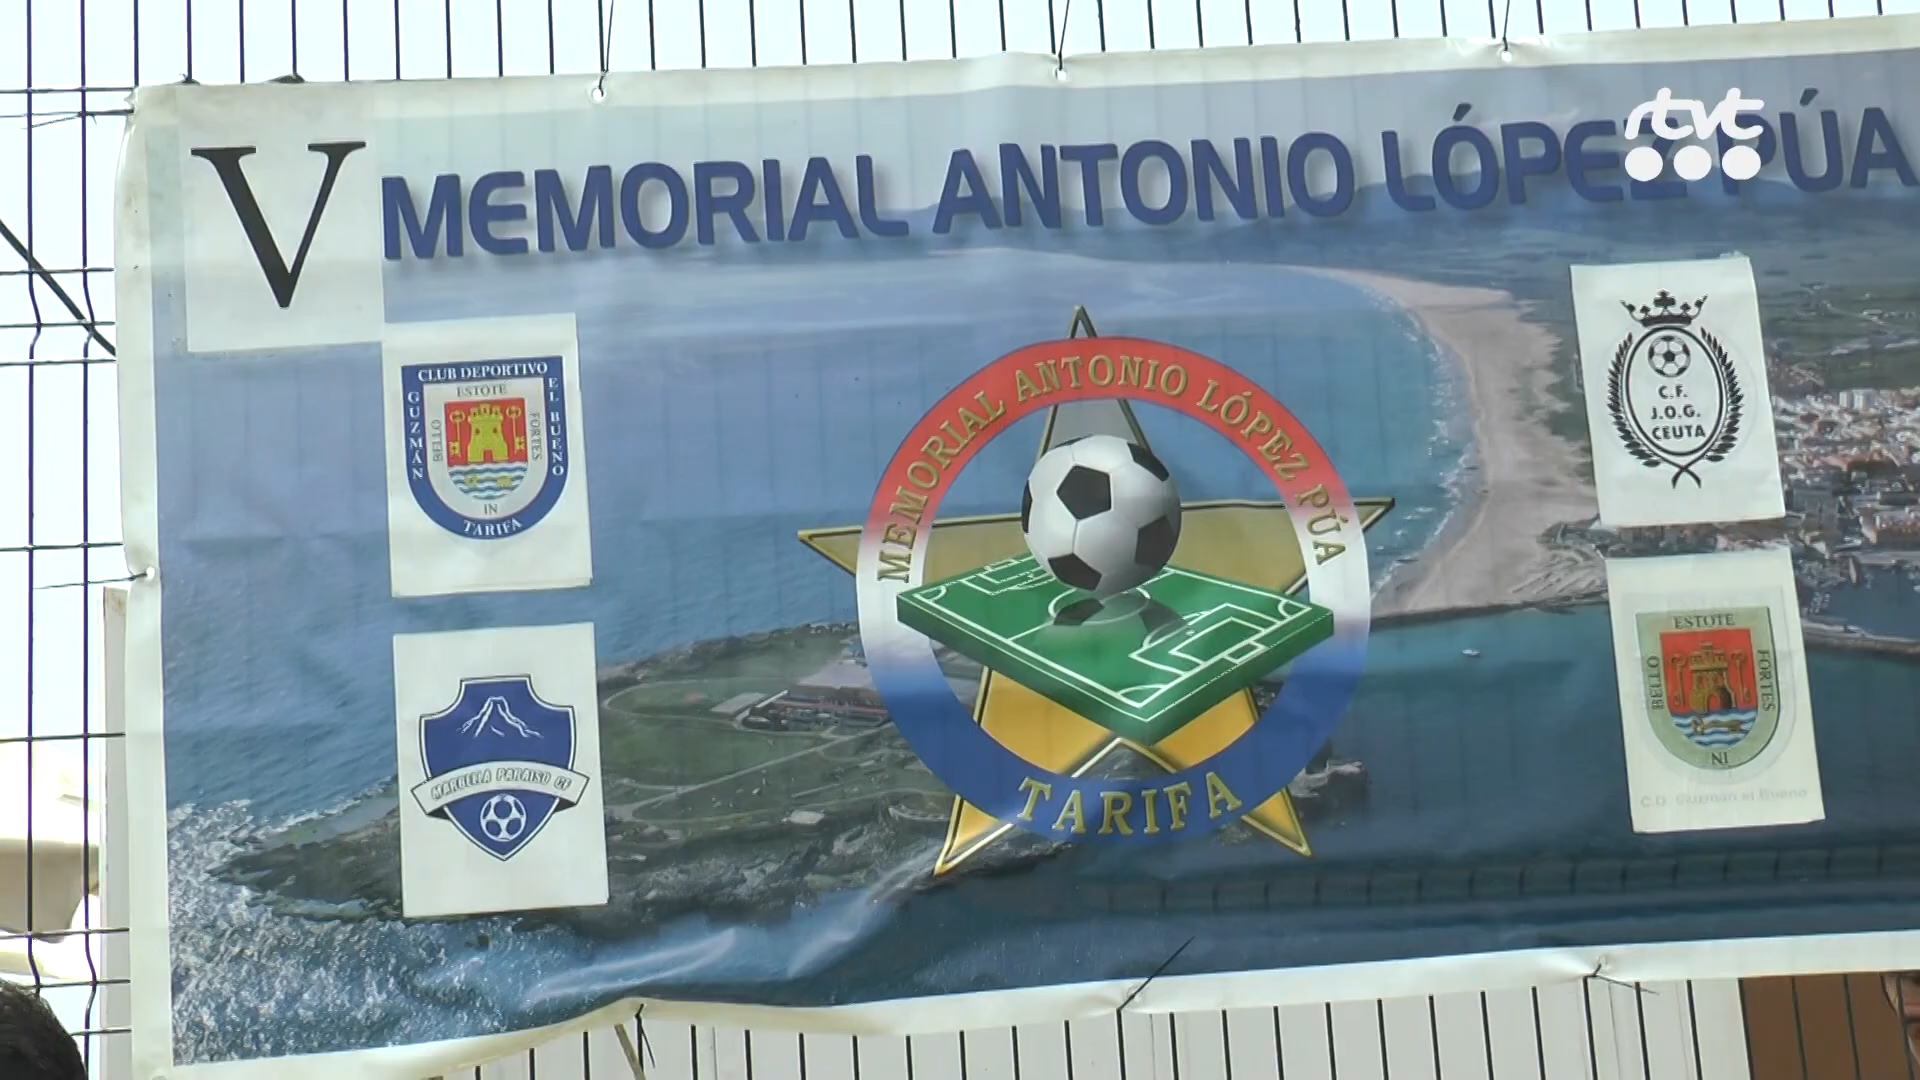 rtvt
V MEMORIAL ANTONIO LÓPEZ PÚA
CLUB DEPORTIVO
GUZMÁN
EL BUENO
ESTOTE
BELLO
FORTES
IN
TARIFA
MEMORIAL ANTONIO LÓPEZ PÚA
TARIFA
C.F.
J.O.G.
CEUTA
MARBELLA PARAISO CF
ESTOTE
BELLO
FORTES
IN
C.D. Guzmán el Bueno